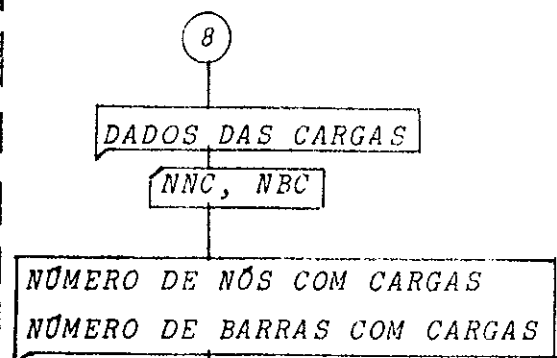 8
DADOS DAS CARGAS
NNC, NBC
NÚMERO DE NÓS COM CARGAS
NÚMERO DE BARRAS COM CARGAS